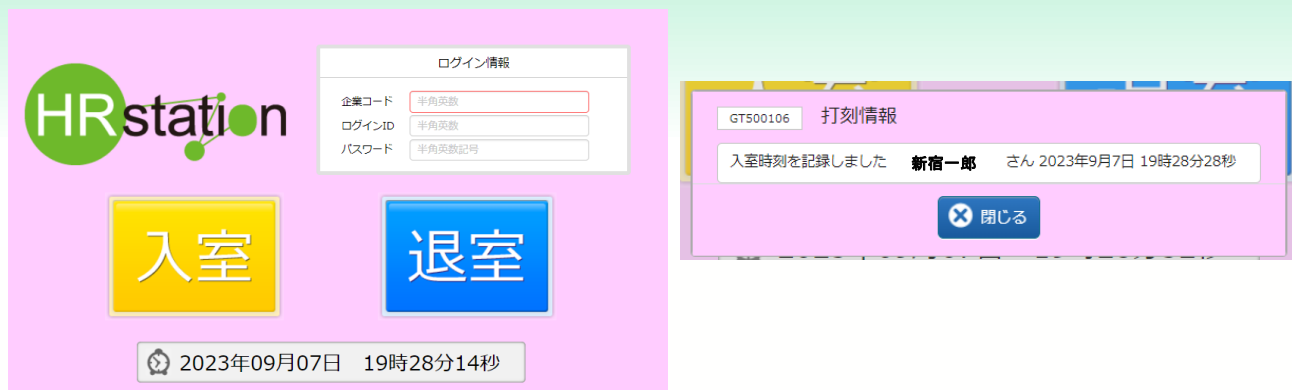 HRstation
ログイン情報
企業コード 半角英数
ログインID 半角英数
パスワード 半角英数記号
入室 退室
2023年09月07日 19時28分14秒
GT500106 打刻情報
入室時刻を記録しました 新宿一郎 さん 2023年9月7日 19時28分28秒
閉じる